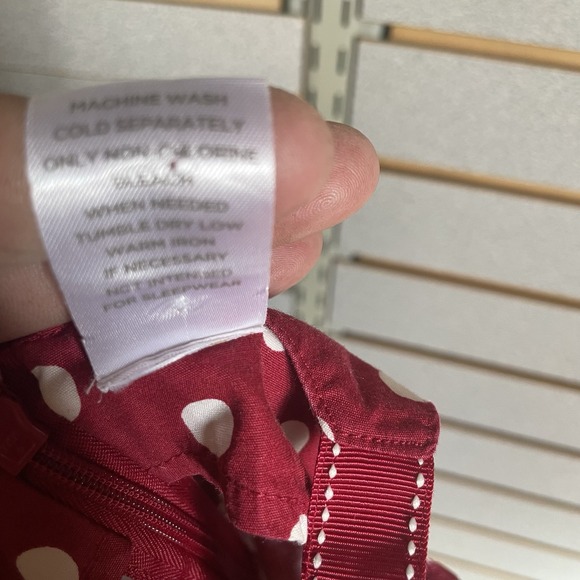 MACHINE WASH
COLD SEPARATELY
ONLY NON-CHLORINE
BLEACH
WHEN NEEDED
TUMBLE DRY LOW
WARM IRON
IF NECESSARY
NOT INTENDED
FOR SLEEPWEAR